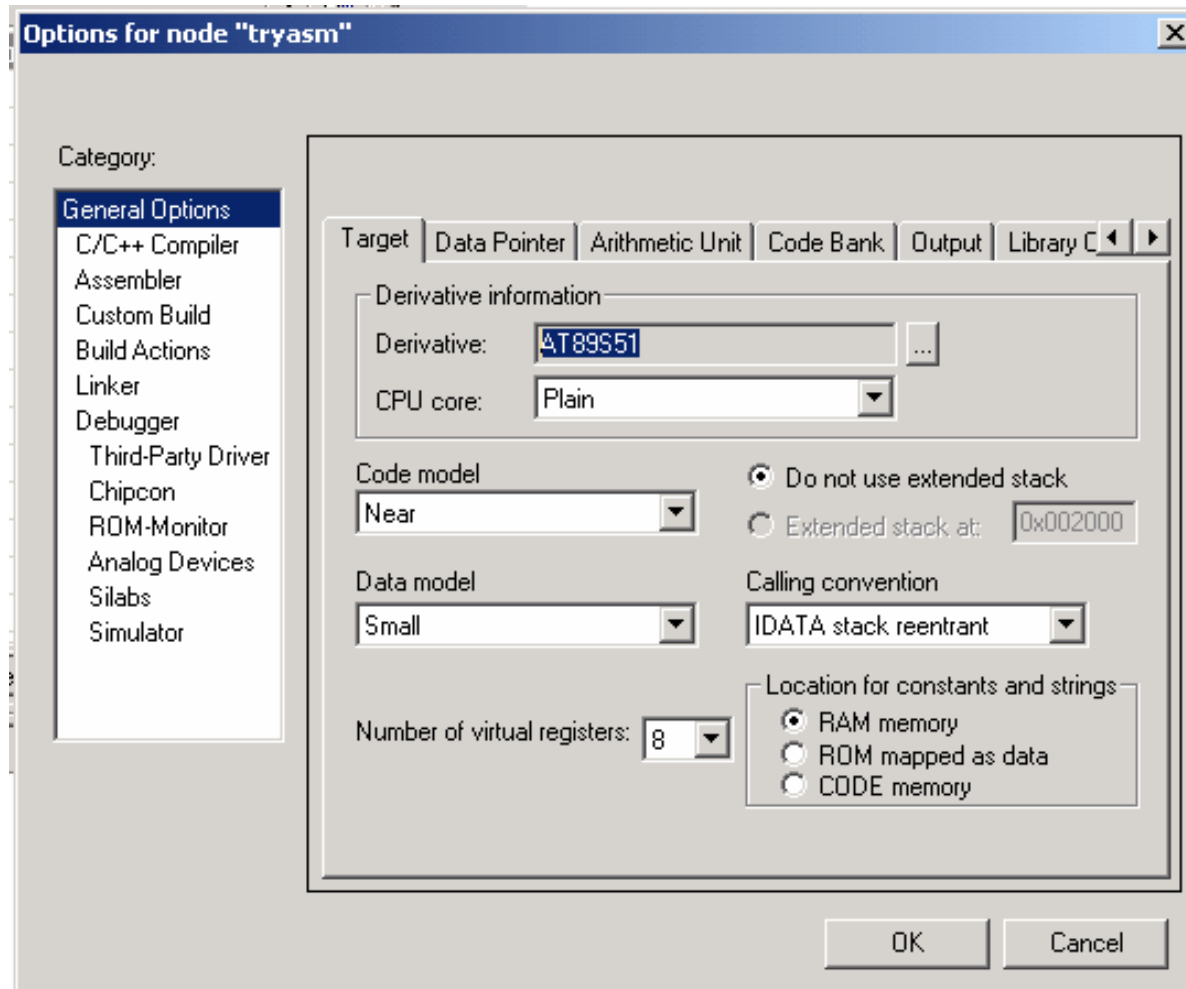 Options for node "tryasm"
Category:
General Options
C/C++ Compiler
Assembler
Custom Build
Build Actions
Linker
Debugger
Third-Party Driver
Chipcon
ROM-Monitor
Analog Devices
Silabs
Simulator
Target Data Pointer Arithmetic Unit Code Bank Output Library
Derivative information
Derivative: AT89S51 ...
CPU core: Plain
Code model
Near
Do not use extended stack
Extended stack at: 0x002000
Data model
Small
Calling convention
IDATA stack reentrant
Number of virtual registers: 8
Location for constants and strings
RAM memory
ROM mapped as data
CODE memory
OK Cancel